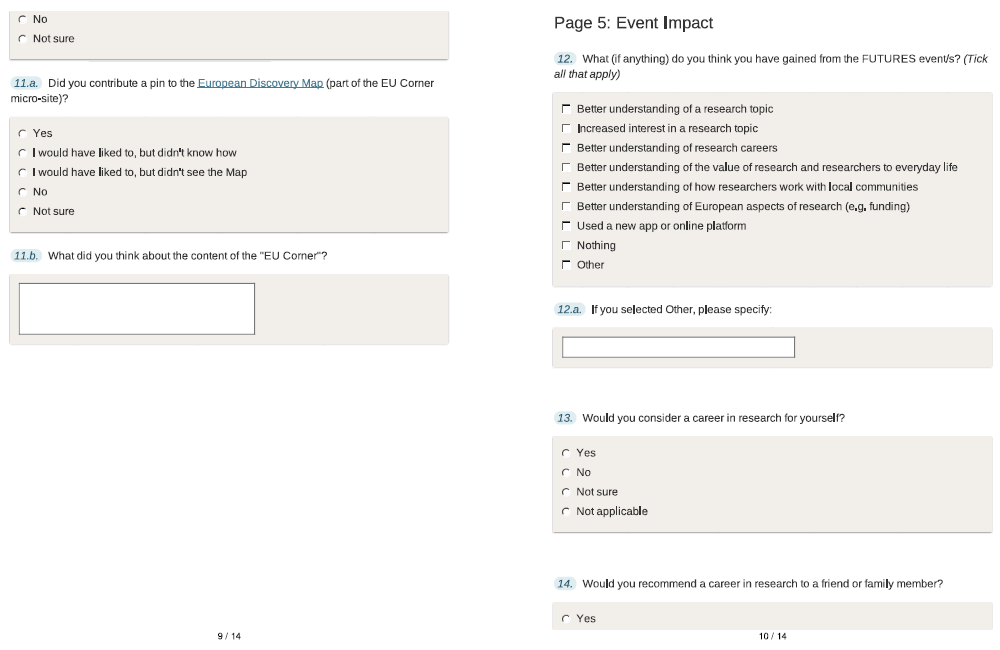 No
Not sure
11.a. Did you contribute a pin to the European Discovery Map (part of the EU Corner
micro-site)?
Yes
I would have liked to, but didn't know how
I would have liked to, but didn't see the Map
No
Not sure
11.b. What did you think about the content of the "EU Corner"?
9 / 14
Page 5: Event Impact
12. What (if anything) do you think you have gained from the FUTURES event/s? (Tick
all that apply)
Better understanding of a research topic
Increased interest in a research topic
Better understanding of research careers
Better understanding of the value of research and researchers to everyday life
Better understanding of how researchers work with local communities
Better understanding of European aspects of research (e.g. funding)
Used a new app or online platform
Nothing
Other
12.a. If you selected Other, please specify:
13. Would you consider a career in research for yourself?
Yes
No
Not sure
Not applicable
14. Would you recommend a career in research to a friend or family member?
Yes
10 / 14